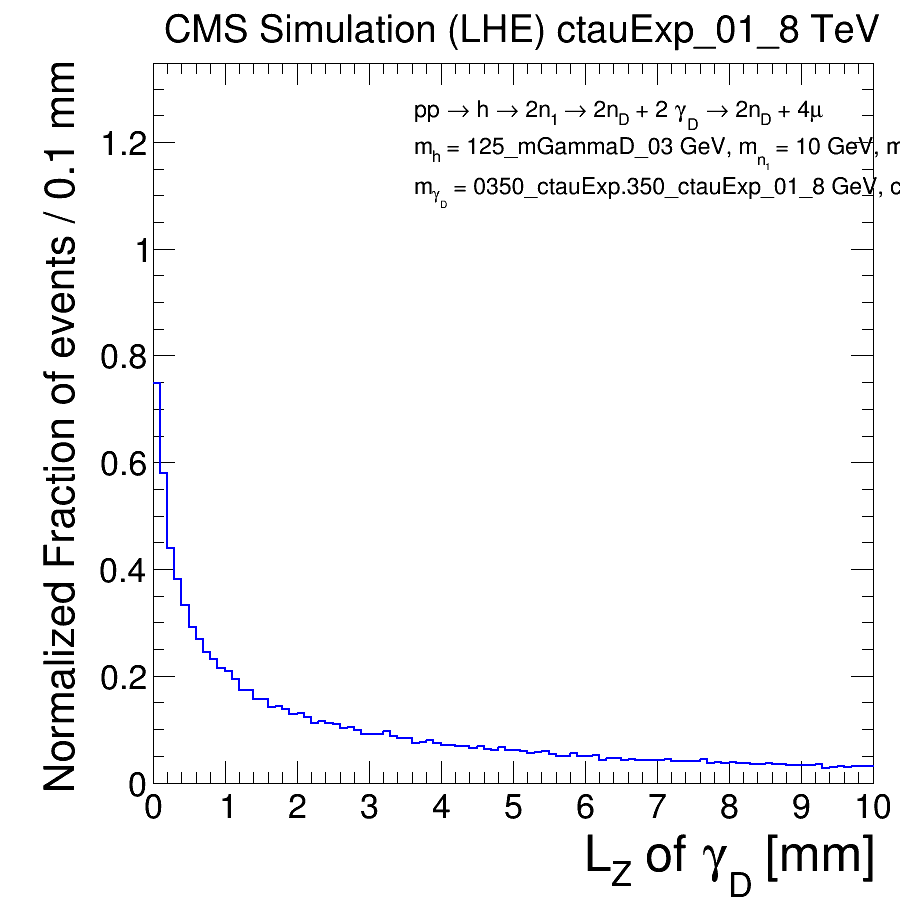 CMS Simulation (LHE) ctauExp_01_8 TeV
pp → h → 2n1 → 2nD + 2 γD → 2nD + 4μ
mh = 125_mGammaD_03 GeV, mn1 = 10 GeV, m
mγD = 0350_ctauExp.350_ctauExp_01_8 GeV, c
Normalized Fraction of events / 0.1 mm
1.2
1
0.8
0.6
0.4
0.2
0
0 1 2 3 4 5 6 7 8 9 10
LZ of γD [mm]